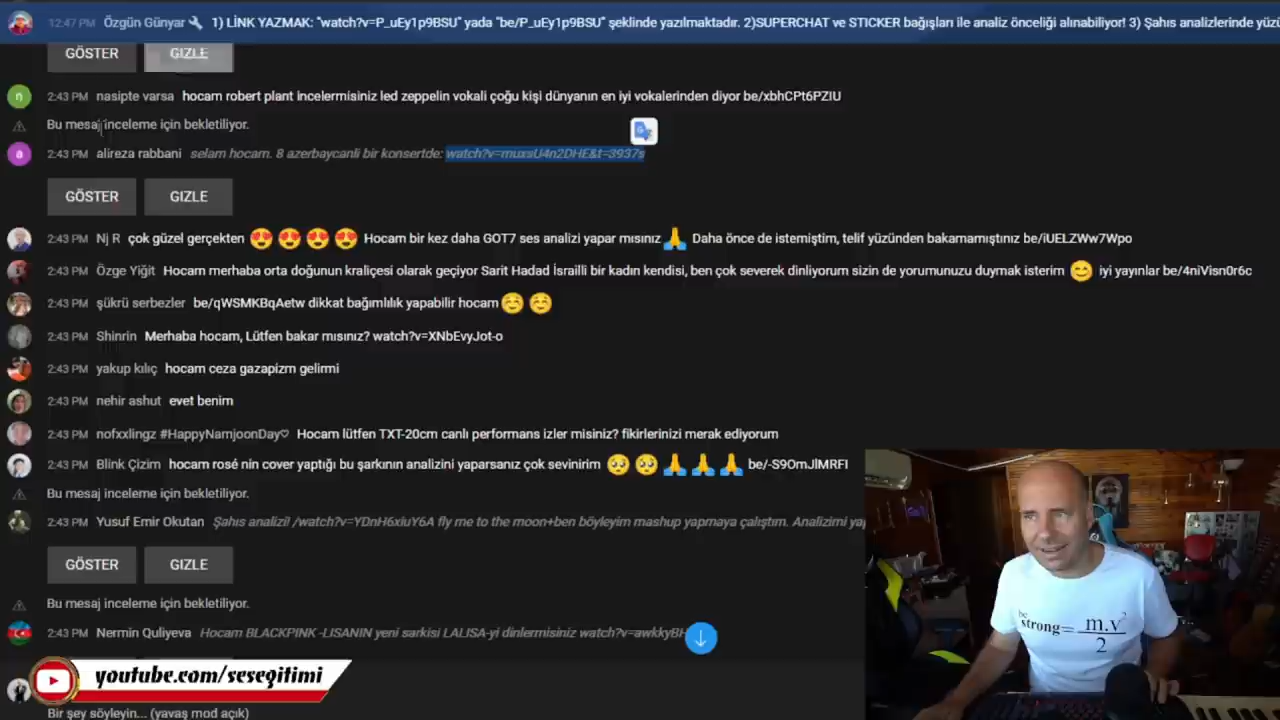 12:47 PM Özgün Günyar 1) LİNK YAZMAK: "watch?v=P_uEy1p9BSU" yada "be/P_uEy1p9BSU" şeklinde yazılmaktadır. 2)SUPERCHAT ve STICKER bağışları ile analiz önceliği alınabiliyor! 3) Şahıs analizlerinde
GÖSTER GIZLE
n 2:43 PM nasipte varsa hocam robert plant incelermisiniz led zeppelin vokali çoğu kişi dünyanın en iyi vokalerinden diyor be/xbhCPt6PZIU
Bu mesaj inceleme için bekletiliyor.
a 2:43 PM alireza rabbani selam hocam. 8 azerbaycanli bir konsertde: watch?v=muxsU4n2DHE&t=3937s
GÖSTER GIZLE
2:43 PM Nj R çok güzel gerçekten 😍 😍 😍 😍 Hocam bir kez daha GOT7 ses analizi yapar mısınız 🙏 Daha önce de istemiştim, telif yüzünden bakamamıştınız be/iUELZWw7Wpo
2:43 PM Özge Yiğit Hocam merhaba orta doğunun kraliçesi olarak geçiyor Sarit Hadad İsrailli bir kadın kendisi, ben çok severek dinliyorum sizin de yorumunuzu duymak isterim 😊 iyi yayınlar be/4niVisn0r6c
2:43 PM şükrü serbezler be/qWSMKBqAetw dikkat bağımlılık yapabilir hocam ☺️ ☺️
2:43 PM Shinrin Merhaba hocam, Lütfen bakar mısınız? watch?v=XNbEvyJot-o
2:43 PM yakup kılıç hocam ceza gazapizm gelirmi
2:43 PM nehir ashut evet benim
2:43 PM nofxxlingz #HappyNamjoonDay♡ Hocam lütfen TXT-20cm canlı performans izler misiniz? fikirlerinizi merak ediyorum
2:43 PM Blink Çizim hocam rosé nin cover yaptığı bu şarkının analizini yaparsanız çok sevinirim 🥺 🥺 🙏 🙏 🙏 be/-S9OmJlMRFI
Bu mesaj inceleme için bekletiliyor.
2:43 PM Yusuf Emir Okutan Şahıs analizi! /watch?v=YDnH6xiuY6A fly me to the moon+ben böyleyim mashup yapmaya çalıştım. Analizimi
GÖSTER GIZLE
Bu mesaj inceleme için bekletiliyor.
2:43 PM Nermin Quliyeva Hocam BLACKPINK -LISANIN yeni sarkisi LALISA-yi dinlermisiniz
youtube.com/sesegitimi
Bir şey söyleyin... (yavaş mod açık)
be
strong= m.v²
2